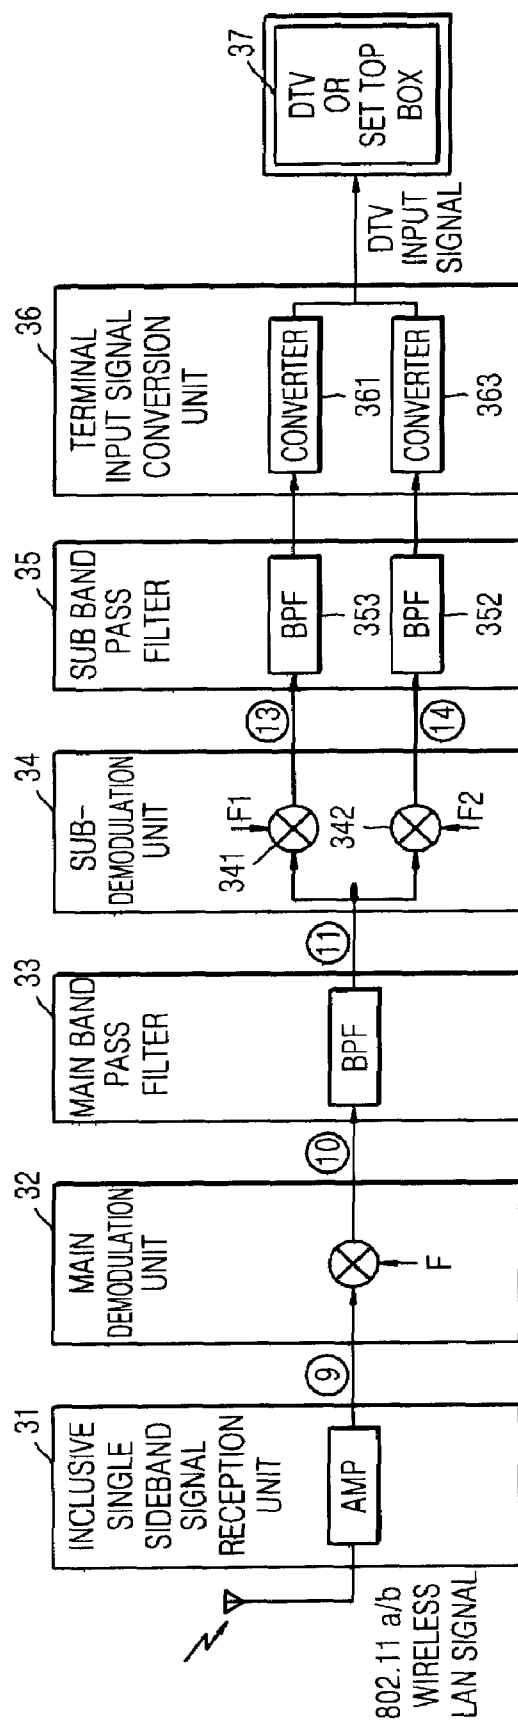 31
INCLUSIVE
SINGLE
SIDEBAND
SIGNAL
RECEPTION
UNIT
AMP
802.11 a/b
WIRELESS
LAN SIGNAL
9
32
MAIN
DEMODULATION
UNIT
F
10
33
MAIN BAND
PASS
FILTER
BPF
11
34
SUB-
DEMODULATION
UNIT
F1
341
342
F2
13
14
35
SUB BAND
PASS
FILTER
BPF
353
BPF
352
36
TERMINAL
INPUT SIGNAL
CONVERSION
UNIT
CONVERTER
361
CONVERTER
363
DTV
INPUT
SIGNAL
37
DTV
OR
SET TOP
BOX